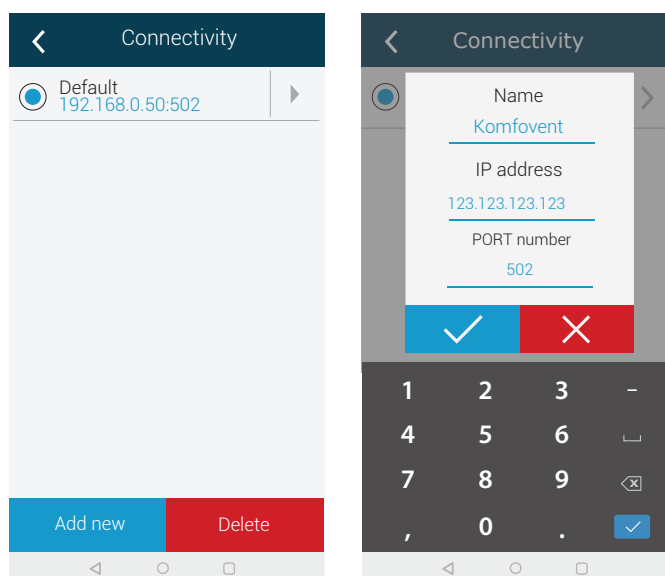 Connectivity
Default
192.168.0.50:502
Add new
Delete
Connectivity
Name
Komfovent
IP address
123.123.123.123
PORT number
502
1 2 3 -
4 5 6
7 8 9
, 0 .